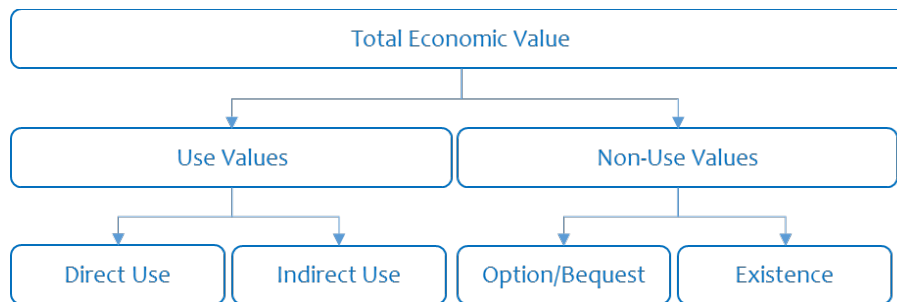 Total Economic Value
Use Values
Non-Use Values
Direct Use
Indirect Use
Option/Bequest
Existence